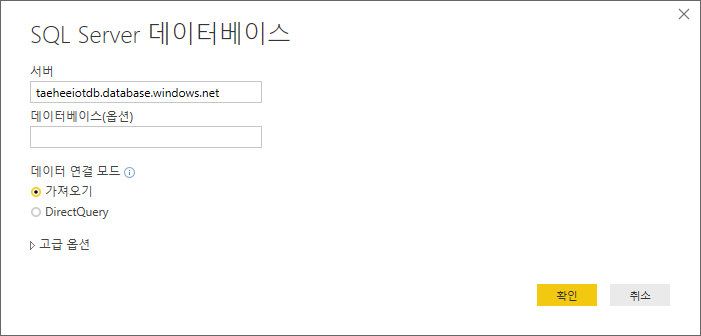 SQL Server 데이터베이스
서버
taeheeiotdb.database.windows.net
데이터베이스(옵션)
데이터 연결 모드
가져오기
DirectQuery
고급 옵션
확인
취소